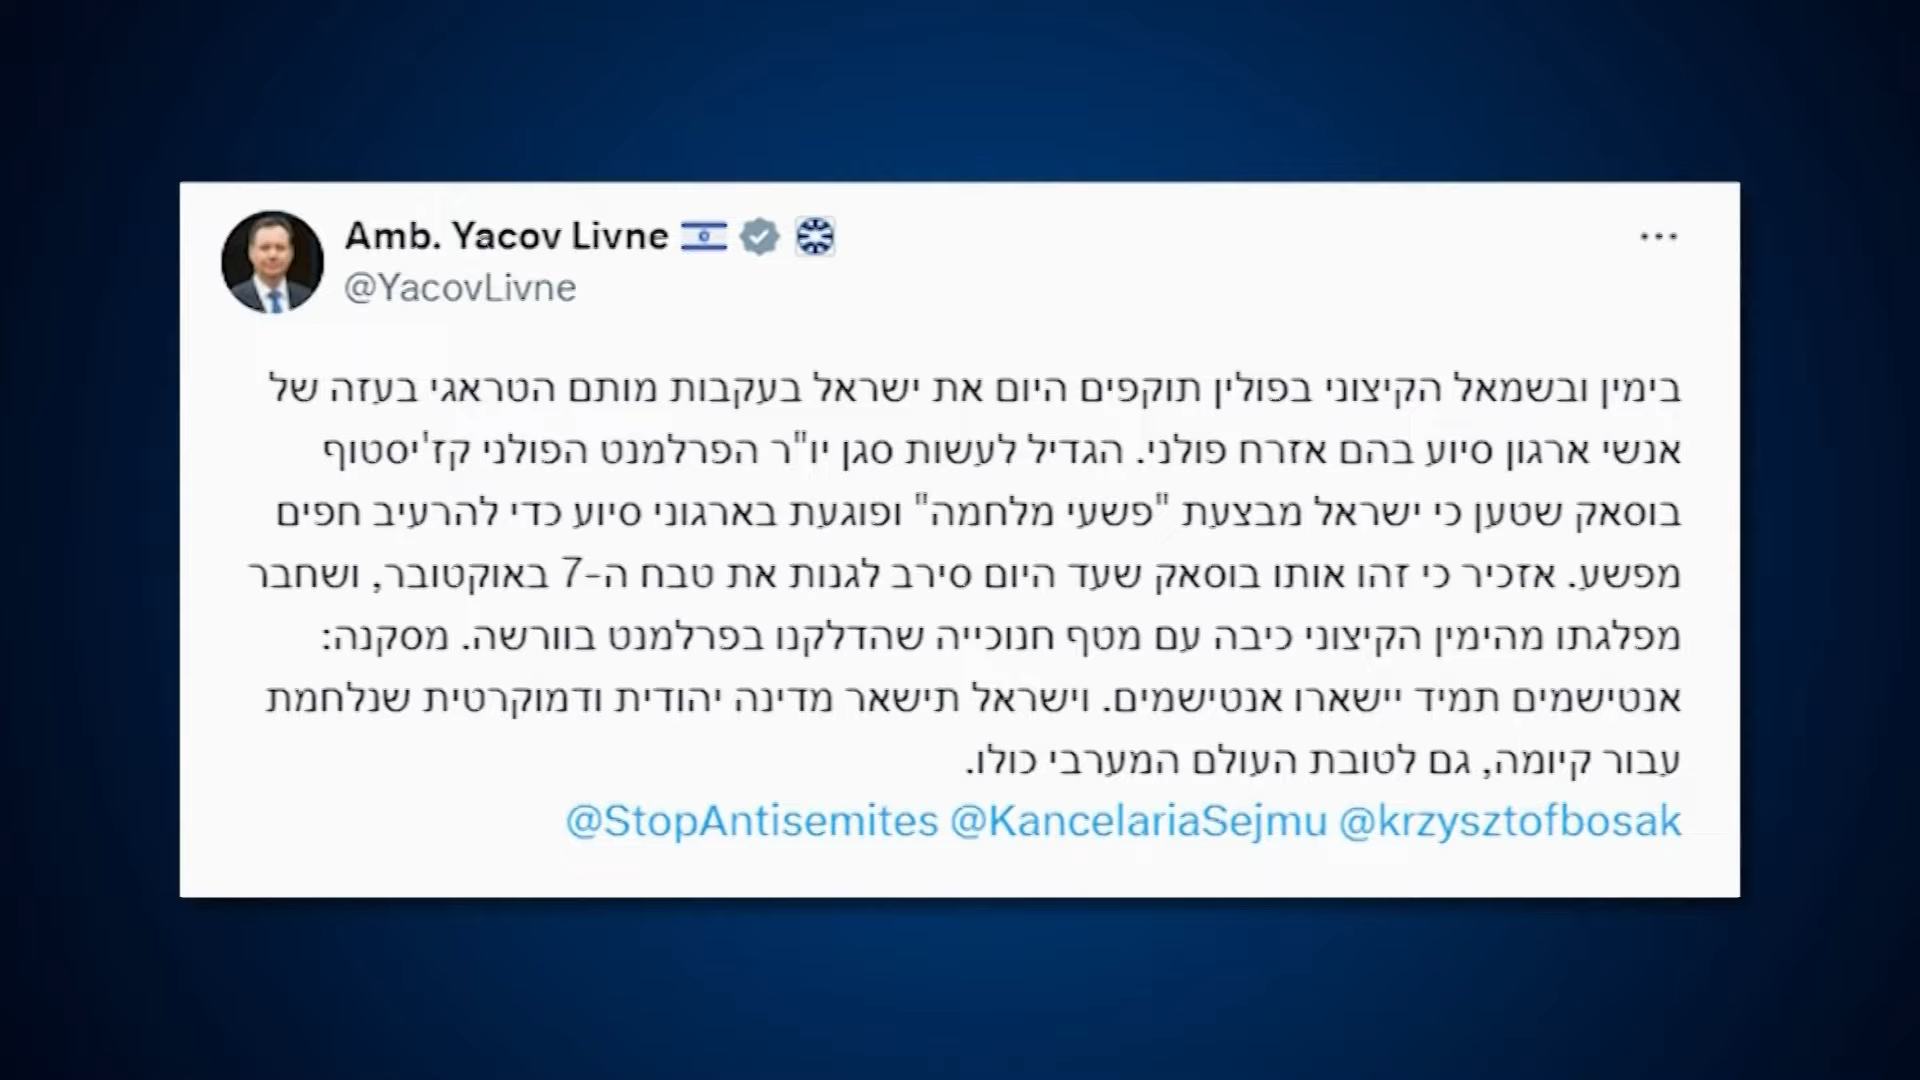 Amb. Yacov Livne
@YacovLivne
בימין ובשמאל הקיצוני בפולין תוקפים היום את ישראל בעקבות מותם הטראגי בעזה של
אנשי ארגון סיוע בהם אזרח פולני. הגדיל לעשות סגן יו"ר הפרלמנט הפולני קז'יסטוף
בוסאק שטען כי ישראל מבצעת "פשעי מלחמה" ופוגעת בארגוני סיוע כדי להרעיב חפים
מפשע. אזכיר כי זהו אותו בוסאק שעד היום סירב לגנות את טבח ה-7 באוקטובר, ושחבר
מפלגתו מהימין הקיצוני כיבה עם מטף חנוכייה שהדלקנו בפרלמנט בוורשה. מסקנה:
אנטישמים תמיד יישארו אנטישמים. וישראל תישאר מדינה יהודית ודמוקרטית שנלחמת
עבור קיומה, גם לטובת העולם המערבי כולו.
@StopAntisemites @KancelariaSejmu @krzysztofbosak